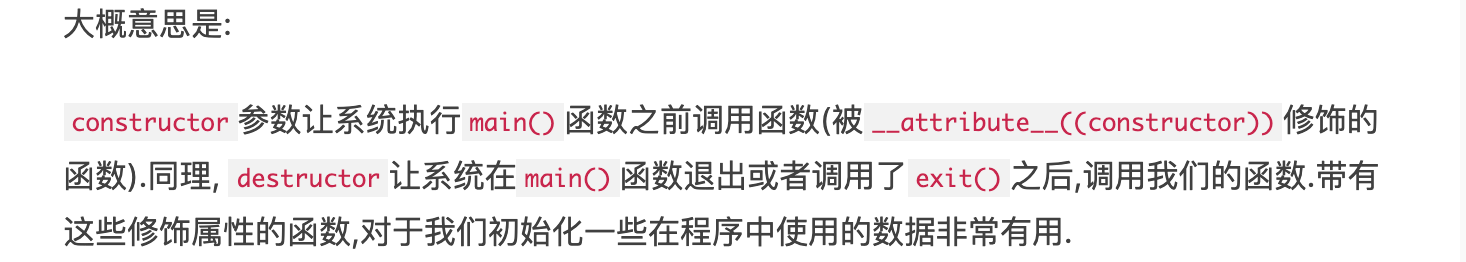 大概意思是:
constructor 参数让系统执行 main() 函数之前调用函数(被 __attribute__((constructor)) 修饰的
函数).同理, destructor 让系统在 main() 函数退出或者调用了 exit() 之后,调用我们的函数.带有
这些修饰属性的函数,对于我们初始化一些在程序中使用的数据非常有用.